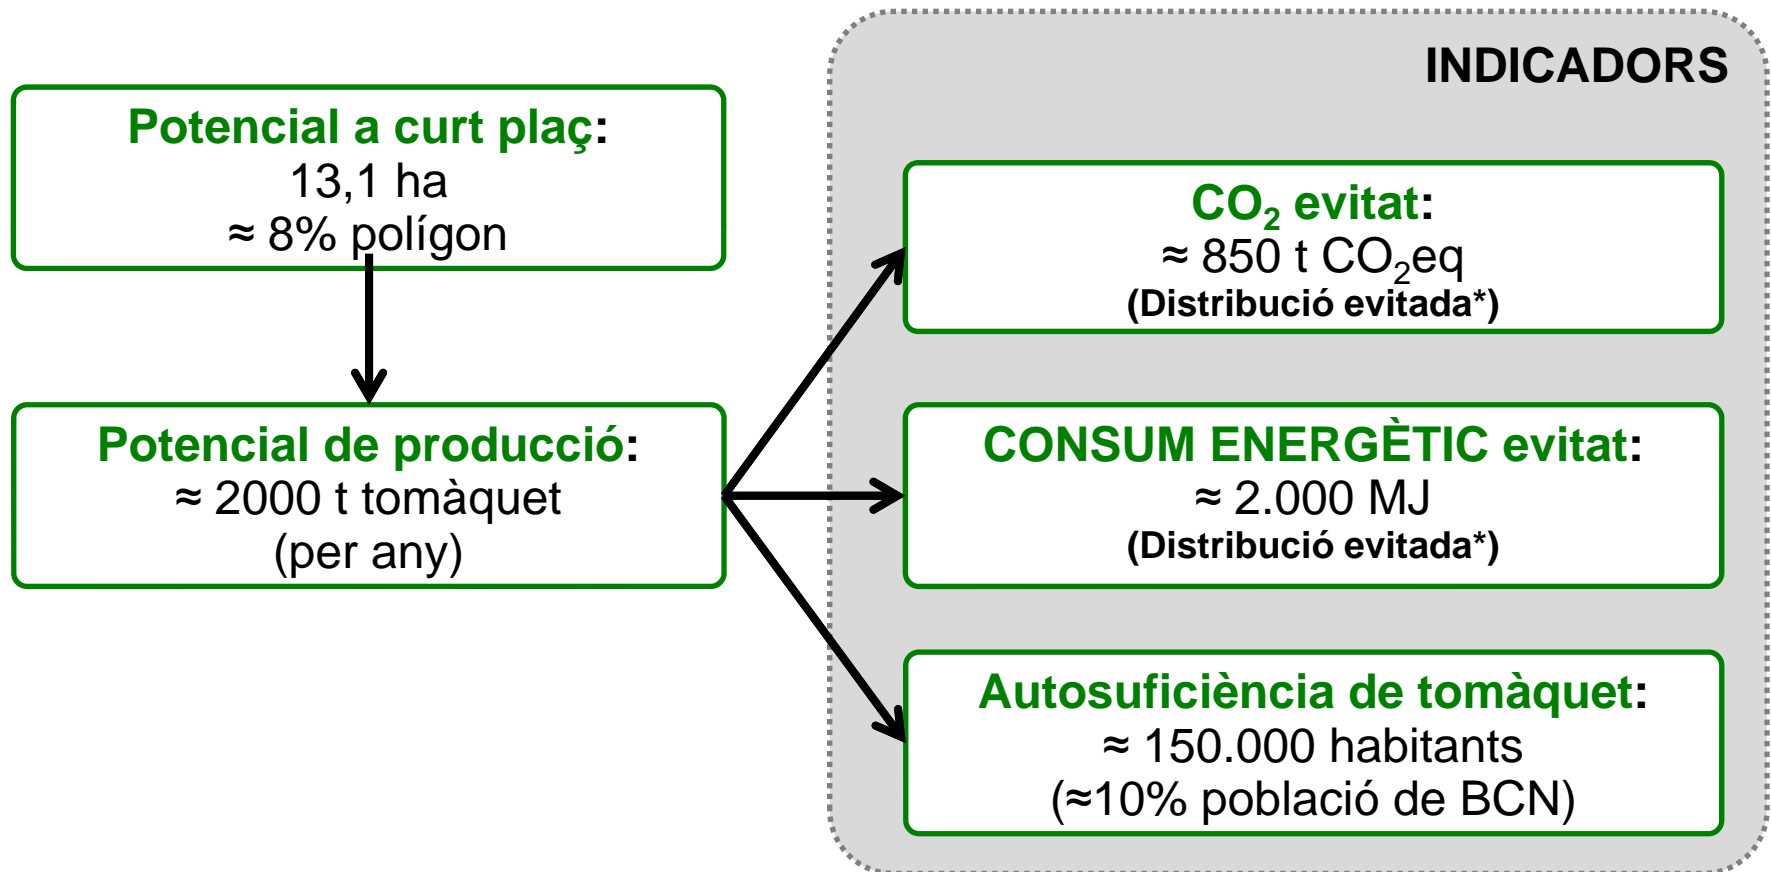 INDICADORS
Potencial a curt plaç:
13,1 ha
≈ 8% polígon
Potencial de producció:
≈ 2000 t tomàquet
(per any)
CO₂ evitat:
≈ 850 t CO₂eq
(Distribució evitada*)
CONSUM ENERGÈTIC evitat:
≈ 2.000 MJ
(Distribució evitada*)
Autosuficiència de tomàquet:
≈ 150.000 habitants
(≈10% població de BCN)